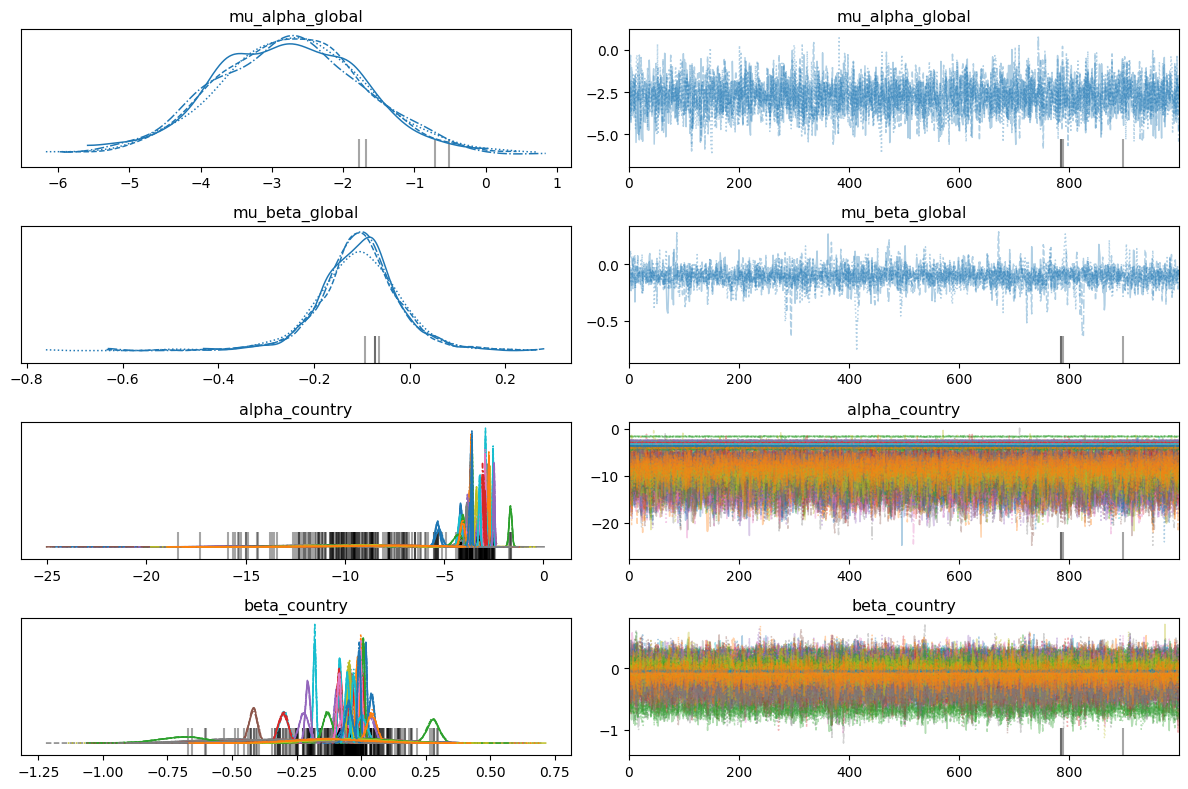 mu_alpha_global
mu_alpha_global
0.0
−2.5
−5.0
−6 −5 −4 −3 −2 −1 0 1
0 200 400 600 800
mu_beta_global
mu_beta_global
0.0
−0.5
−0.8 −0.6 −0.4 −0.2 0.0 0.2
0 200 400 600 800
alpha_country
alpha_country
0
−10
−20
−25 −20 −15 −10 −5 0
0 200 400 600 800
beta_country
beta_country
0
−1
−1.25 −1.00 −0.75 −0.50 −0.25 0.00 0.25 0.50 0.75
0 200 400 600 800